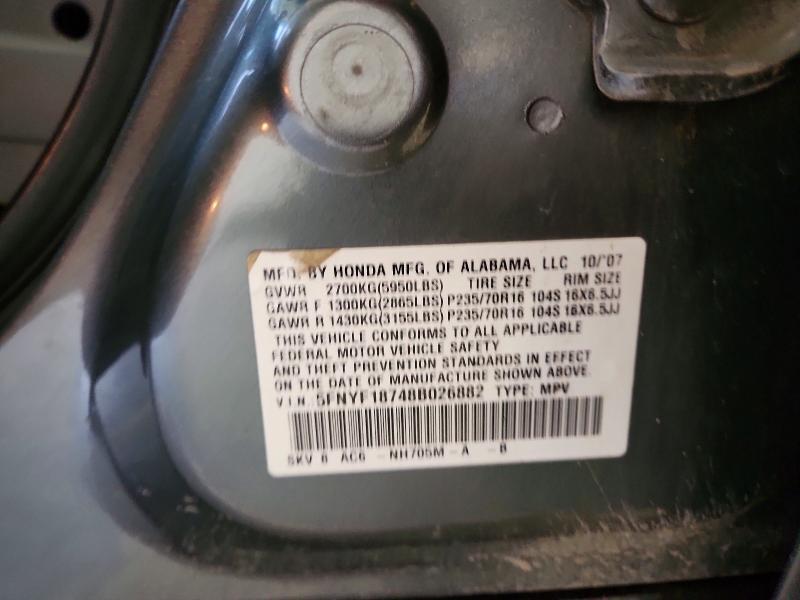 MFD. BY HONDA MFG. OF ALABAMA, LLC 10/'07
GVWR 2700KG(5950LBS) TIRE SIZE RIM SIZE
GAWR F 1300KG(2865LBS) P235/70R16 104S 16X6.5JJ
GAWR R 1430KG(3155LBS) P235/70R16 104S 16X6.5JJ
THIS VEHICLE CONFORMS TO ALL APPLICABLE
FEDERAL MOTOR VEHICLE SAFETY
AND THEFT PREVENTION STANDARDS IN EFFECT
ON THE DATE OF MANUFACTURE SHOWN ABOVE.
V.I.N.: 5FNYF18748B026882 TYPE: MPV
SKV 8 AC6 -NH705M-A -B